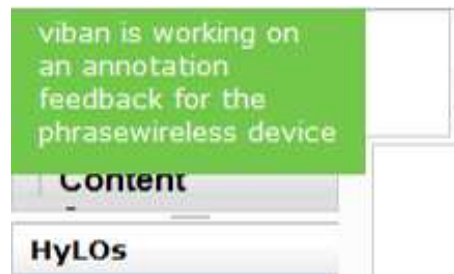 viban is working on
an annotation
feedback for the
phrasewireless device
Content
HyLOs